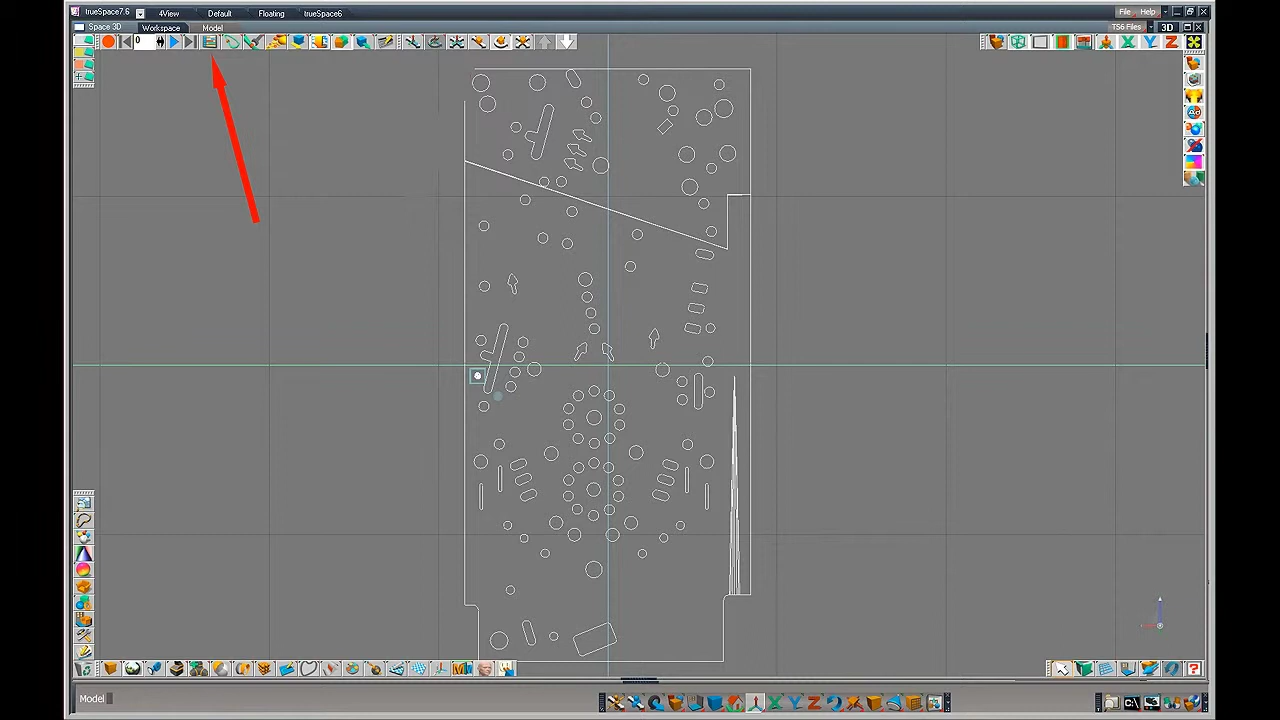 trueSpace7.6 4View Default Floating trueSpace6 File Help
Space 3D Workspace Model TS6 Files 3D
0
Model